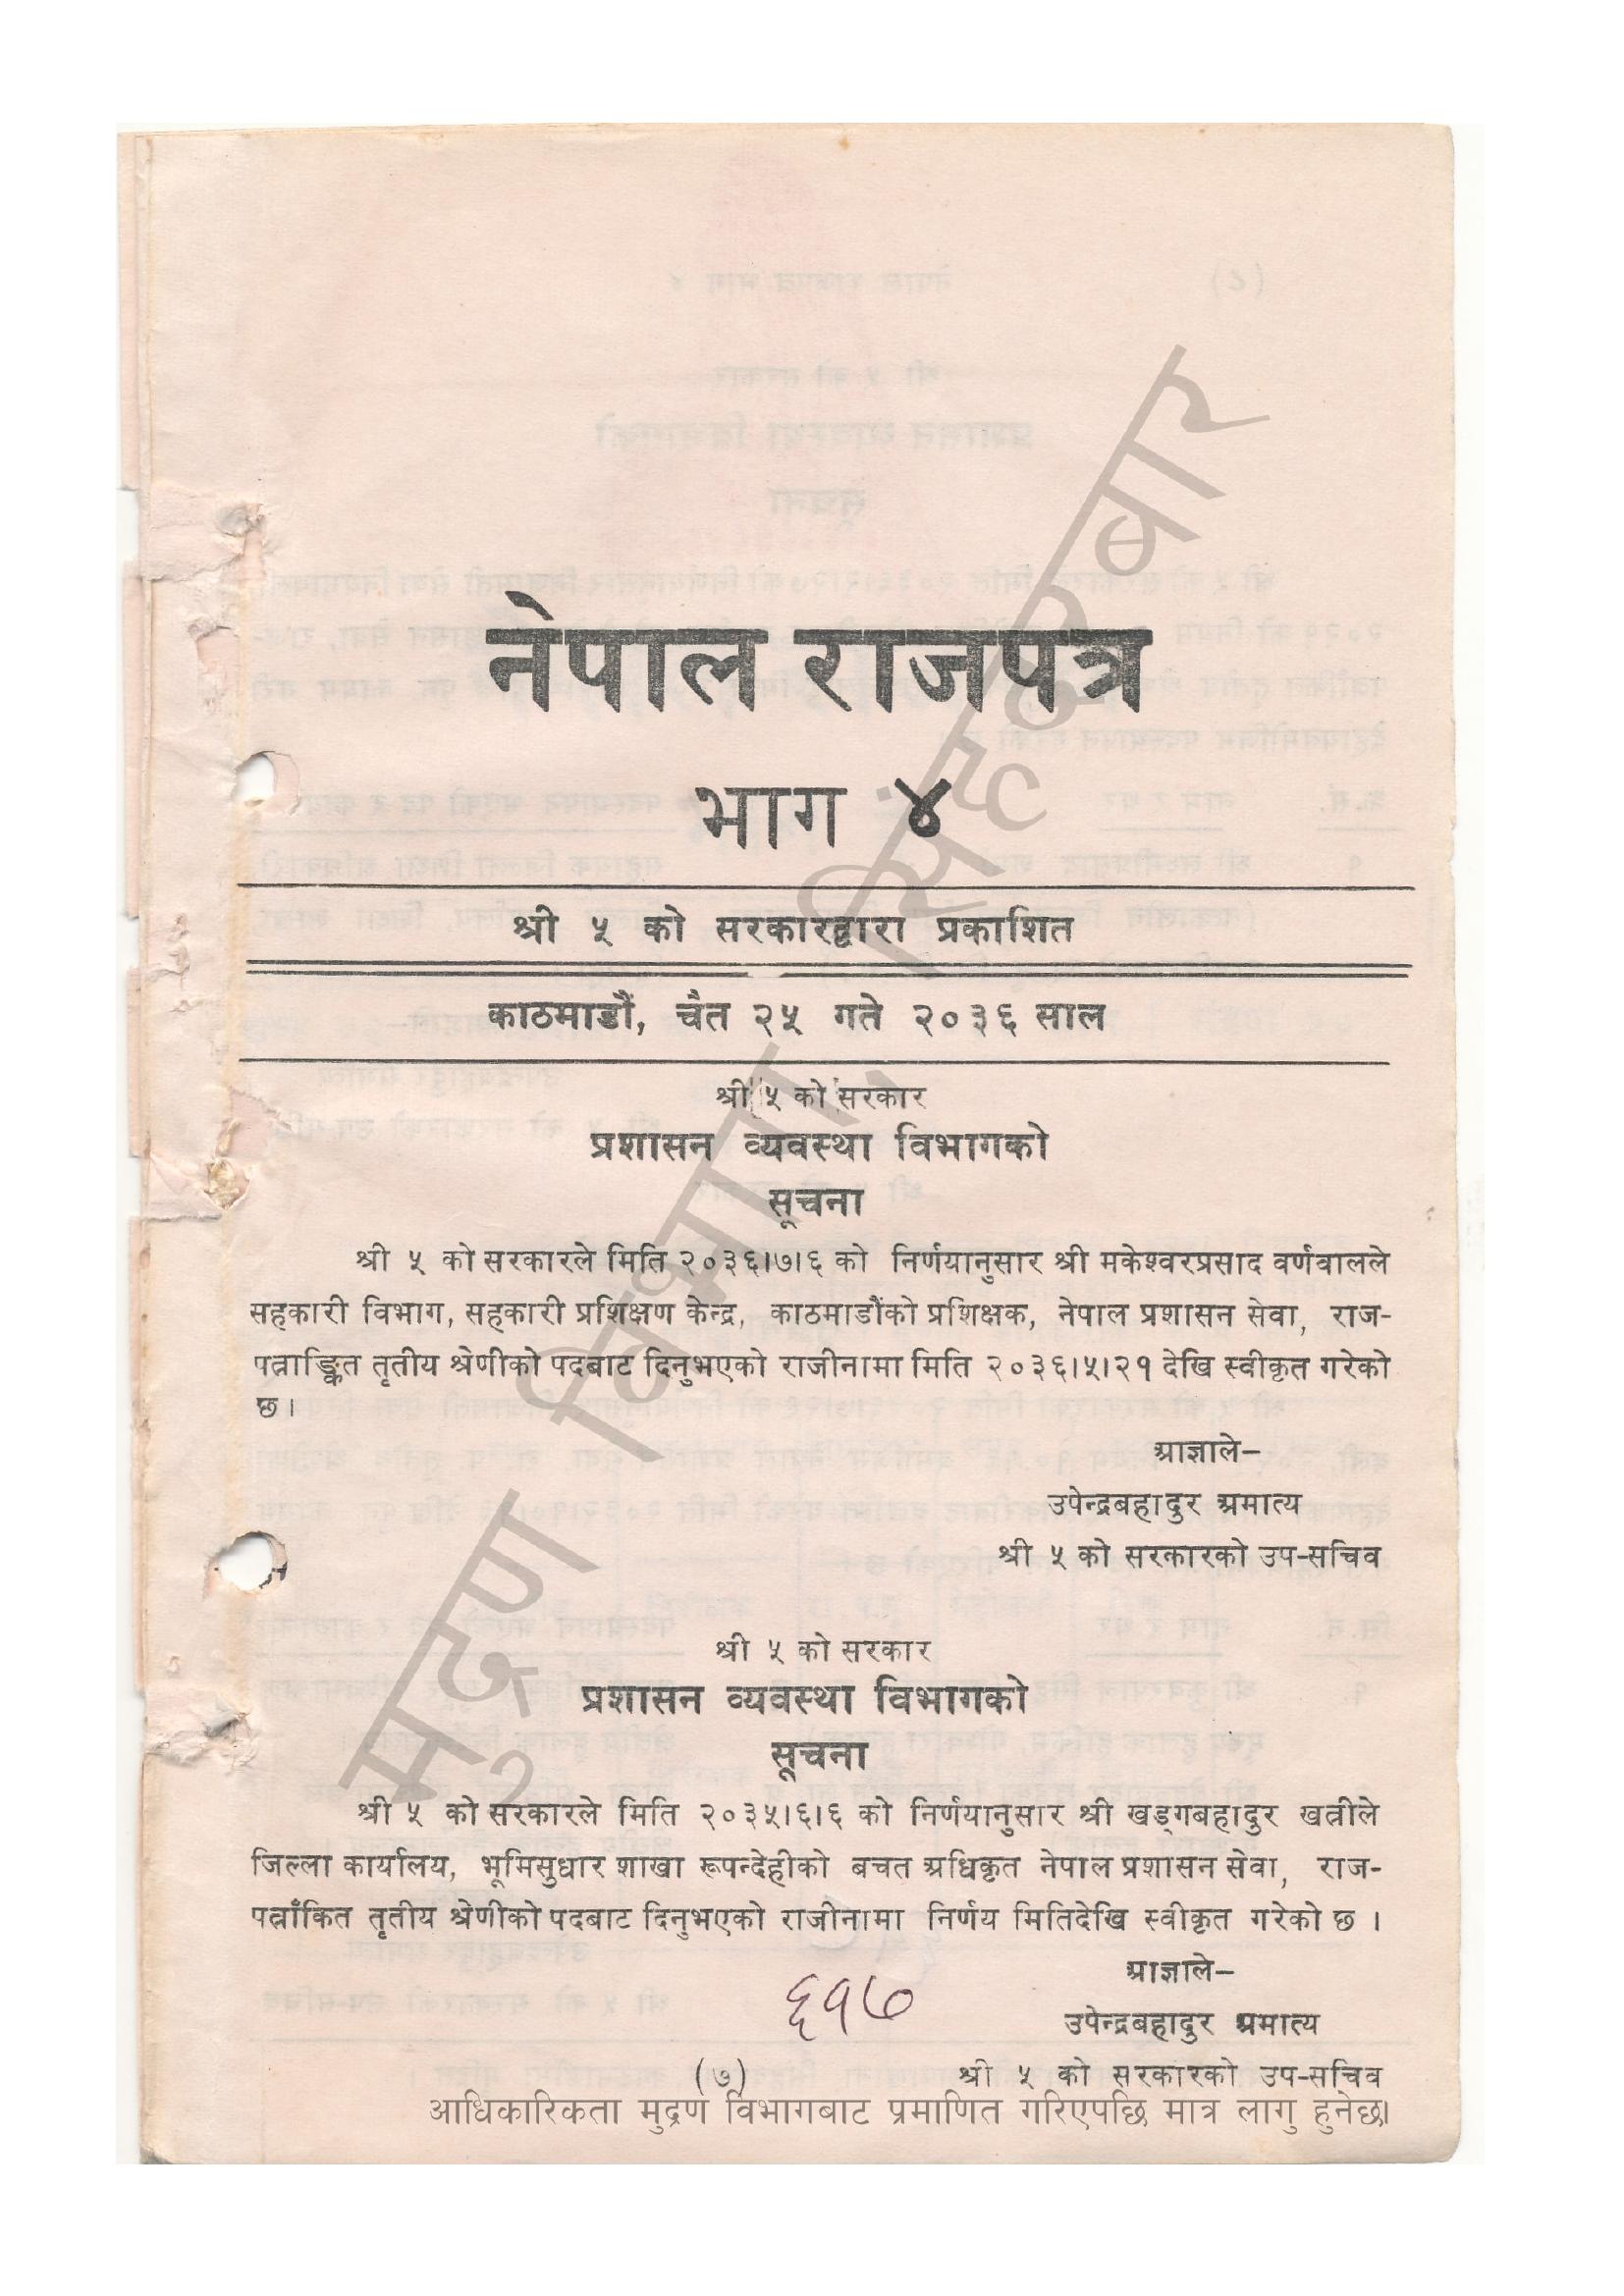 नेपाल राजपत्र
भाग ४
श्री ५ को सरकारद्वारा प्रकाशित
काठमाडौं, चैत २५ गते २०३६ साल
श्री ५ को सरकार
प्रशासन व्यवस्था विभागको
सूचना
श्री ५ को सरकारले मिति २०३६।७।६ को निर्णयानुसार श्री मकेश्वरप्रसाद वर्णवालले
सहकारी विभाग, सहकारी प्रशिक्षण केन्द्र, काठमाडौंको प्रशिक्षक, नेपाल प्रशासन सेवा, राज-
पत्राङ्कित तृतीय श्रेणीको पदबाट दिनुभएको राजीनामा मिति २०३६।५।२१ देखि स्वीकृत गरेको
छ।
आज्ञाले–
उपेन्द्रबहादुर अमात्य
श्री ५ को सरकारको उप-सचिव
श्री ५ को सरकार
प्रशासन व्यवस्था विभागको
सूचना
श्री ५ को सरकारले मिति २०३५।६।६ को निर्णयानुसार श्री खड्गबहादुर खत्रीले
जिल्ला कार्यालय, भूमिसुधार शाखा रूपन्देहीको बचत अधिकृत नेपाल प्रशासन सेवा, राज-
पत्राँकित तृतीय श्रेणीको पदबाट दिनुभएको राजीनामा निर्णय मितिदेखि स्वीकृत गरेको छ ।
आज्ञाले–
६१७
उपेन्द्रबहादुर अमात्य
(७) श्री ५ को सरकारको उप-सचिव
आधिकारिकता मुद्रण विभागबाट प्रमाणित गरिएपछि मात्र लागु हुनेछ।
मुद्रण विभाग, सिंहदरबार